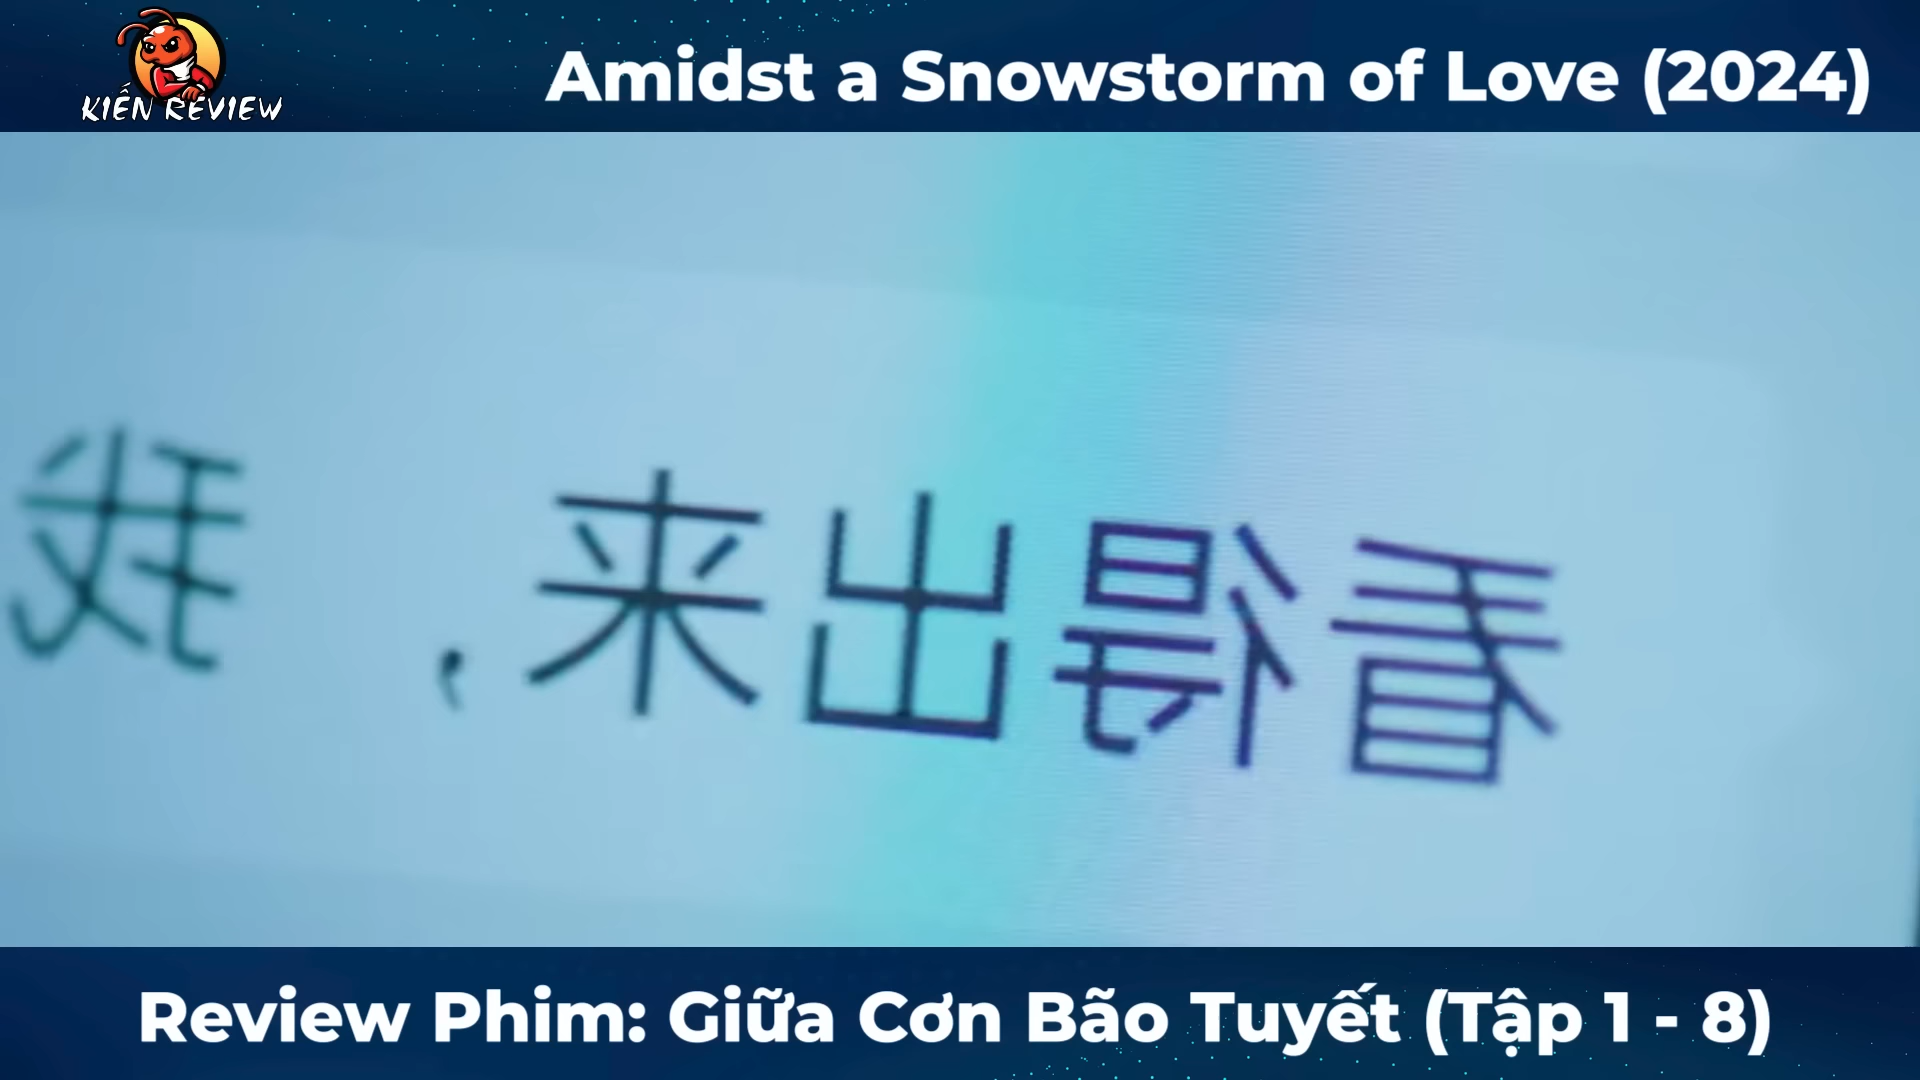 KIẾN REVIEW
Amidst a Snowstorm of Love (2024)
看得出来，我
Review Phim: Giữa Cơn Bão Tuyết (Tập 1 - 8)